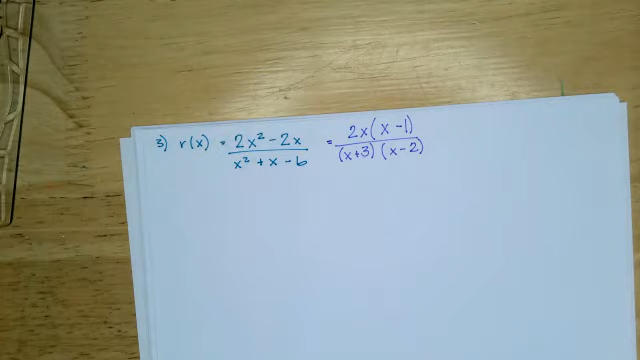 3) r(x) = 2x² - 2x / x² + x - 6 = 2x(x - 1) / (x+3)(x-2)